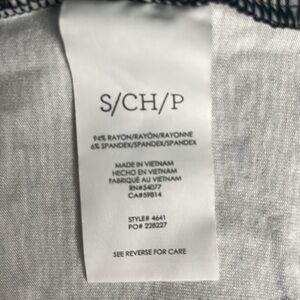 S/CH/P
94% RAYON/RAYÓN/RAYONNE
6% SPANDEX/SPANDEX/SPANDEX
MADE IN VIETNAM
HECHO EN VIETNAM
FABRIQUÉ AU VIETNAM
RN#54077
CA#59814
STYLE# 4641
PO# 228227
SEE REVERSE FOR CARE